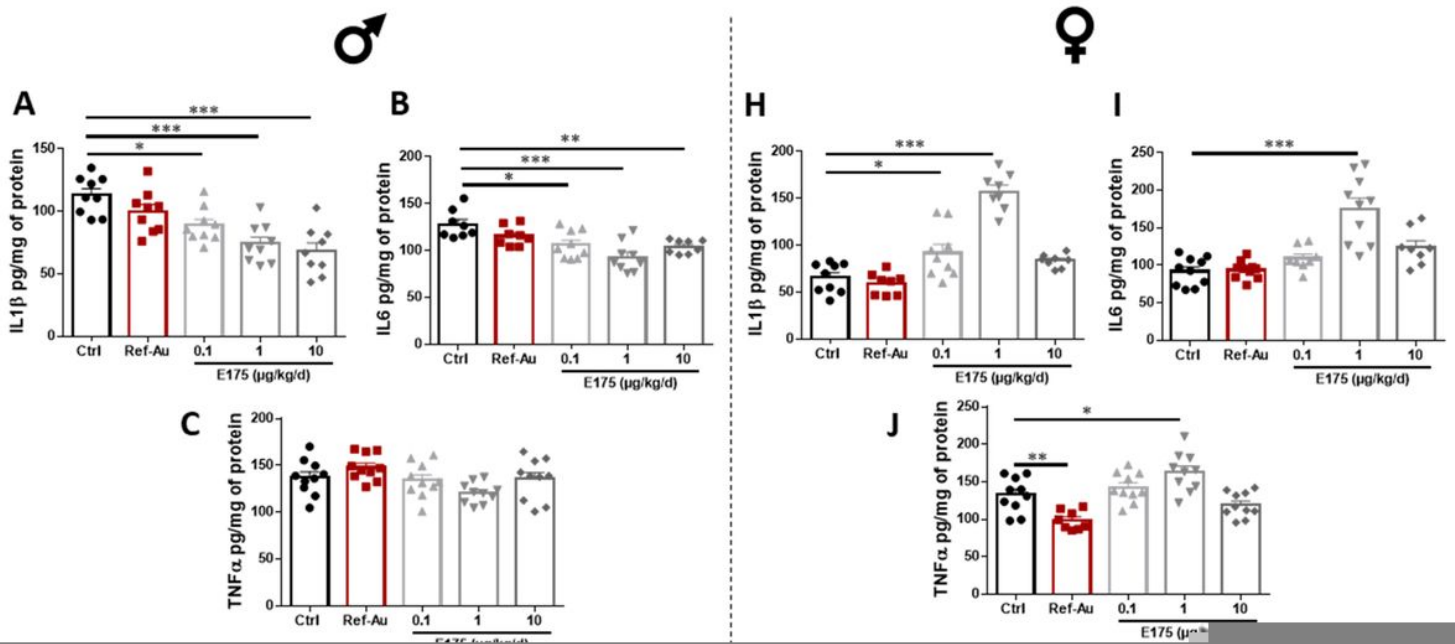 ♂
♀
A
***
***
*
IL1β pg/mg of protein
150
100
50
0
Ctrl Ref-Au 0.1 1 10
E175 (µg/kg/d)
B
**
***
*
IL6 pg/mg of protein
200
150
100
50
0
Ctrl Ref-Au 0.1 1 10
E175 (µg/kg/d)
H
***
*
IL1β pg/mg of protein
200
150
100
50
0
Ctrl Ref-Au 0.1 1 10
E175 (µg/kg/d)
I
***
IL6 pg/mg of protein
250
200
150
100
50
0
Ctrl Ref-Au 0.1 1 10
E175 (µg/kg/d)
C
TNFα pg/mg of protein
200
150
100
50
0
Ctrl Ref-Au 0.1 1 10
E175 (µg/kg/d)
J
*
**
TNFα pg/mg of protein
250
200
150
100
50
0
Ctrl Ref-Au 0.1 1 10
E175